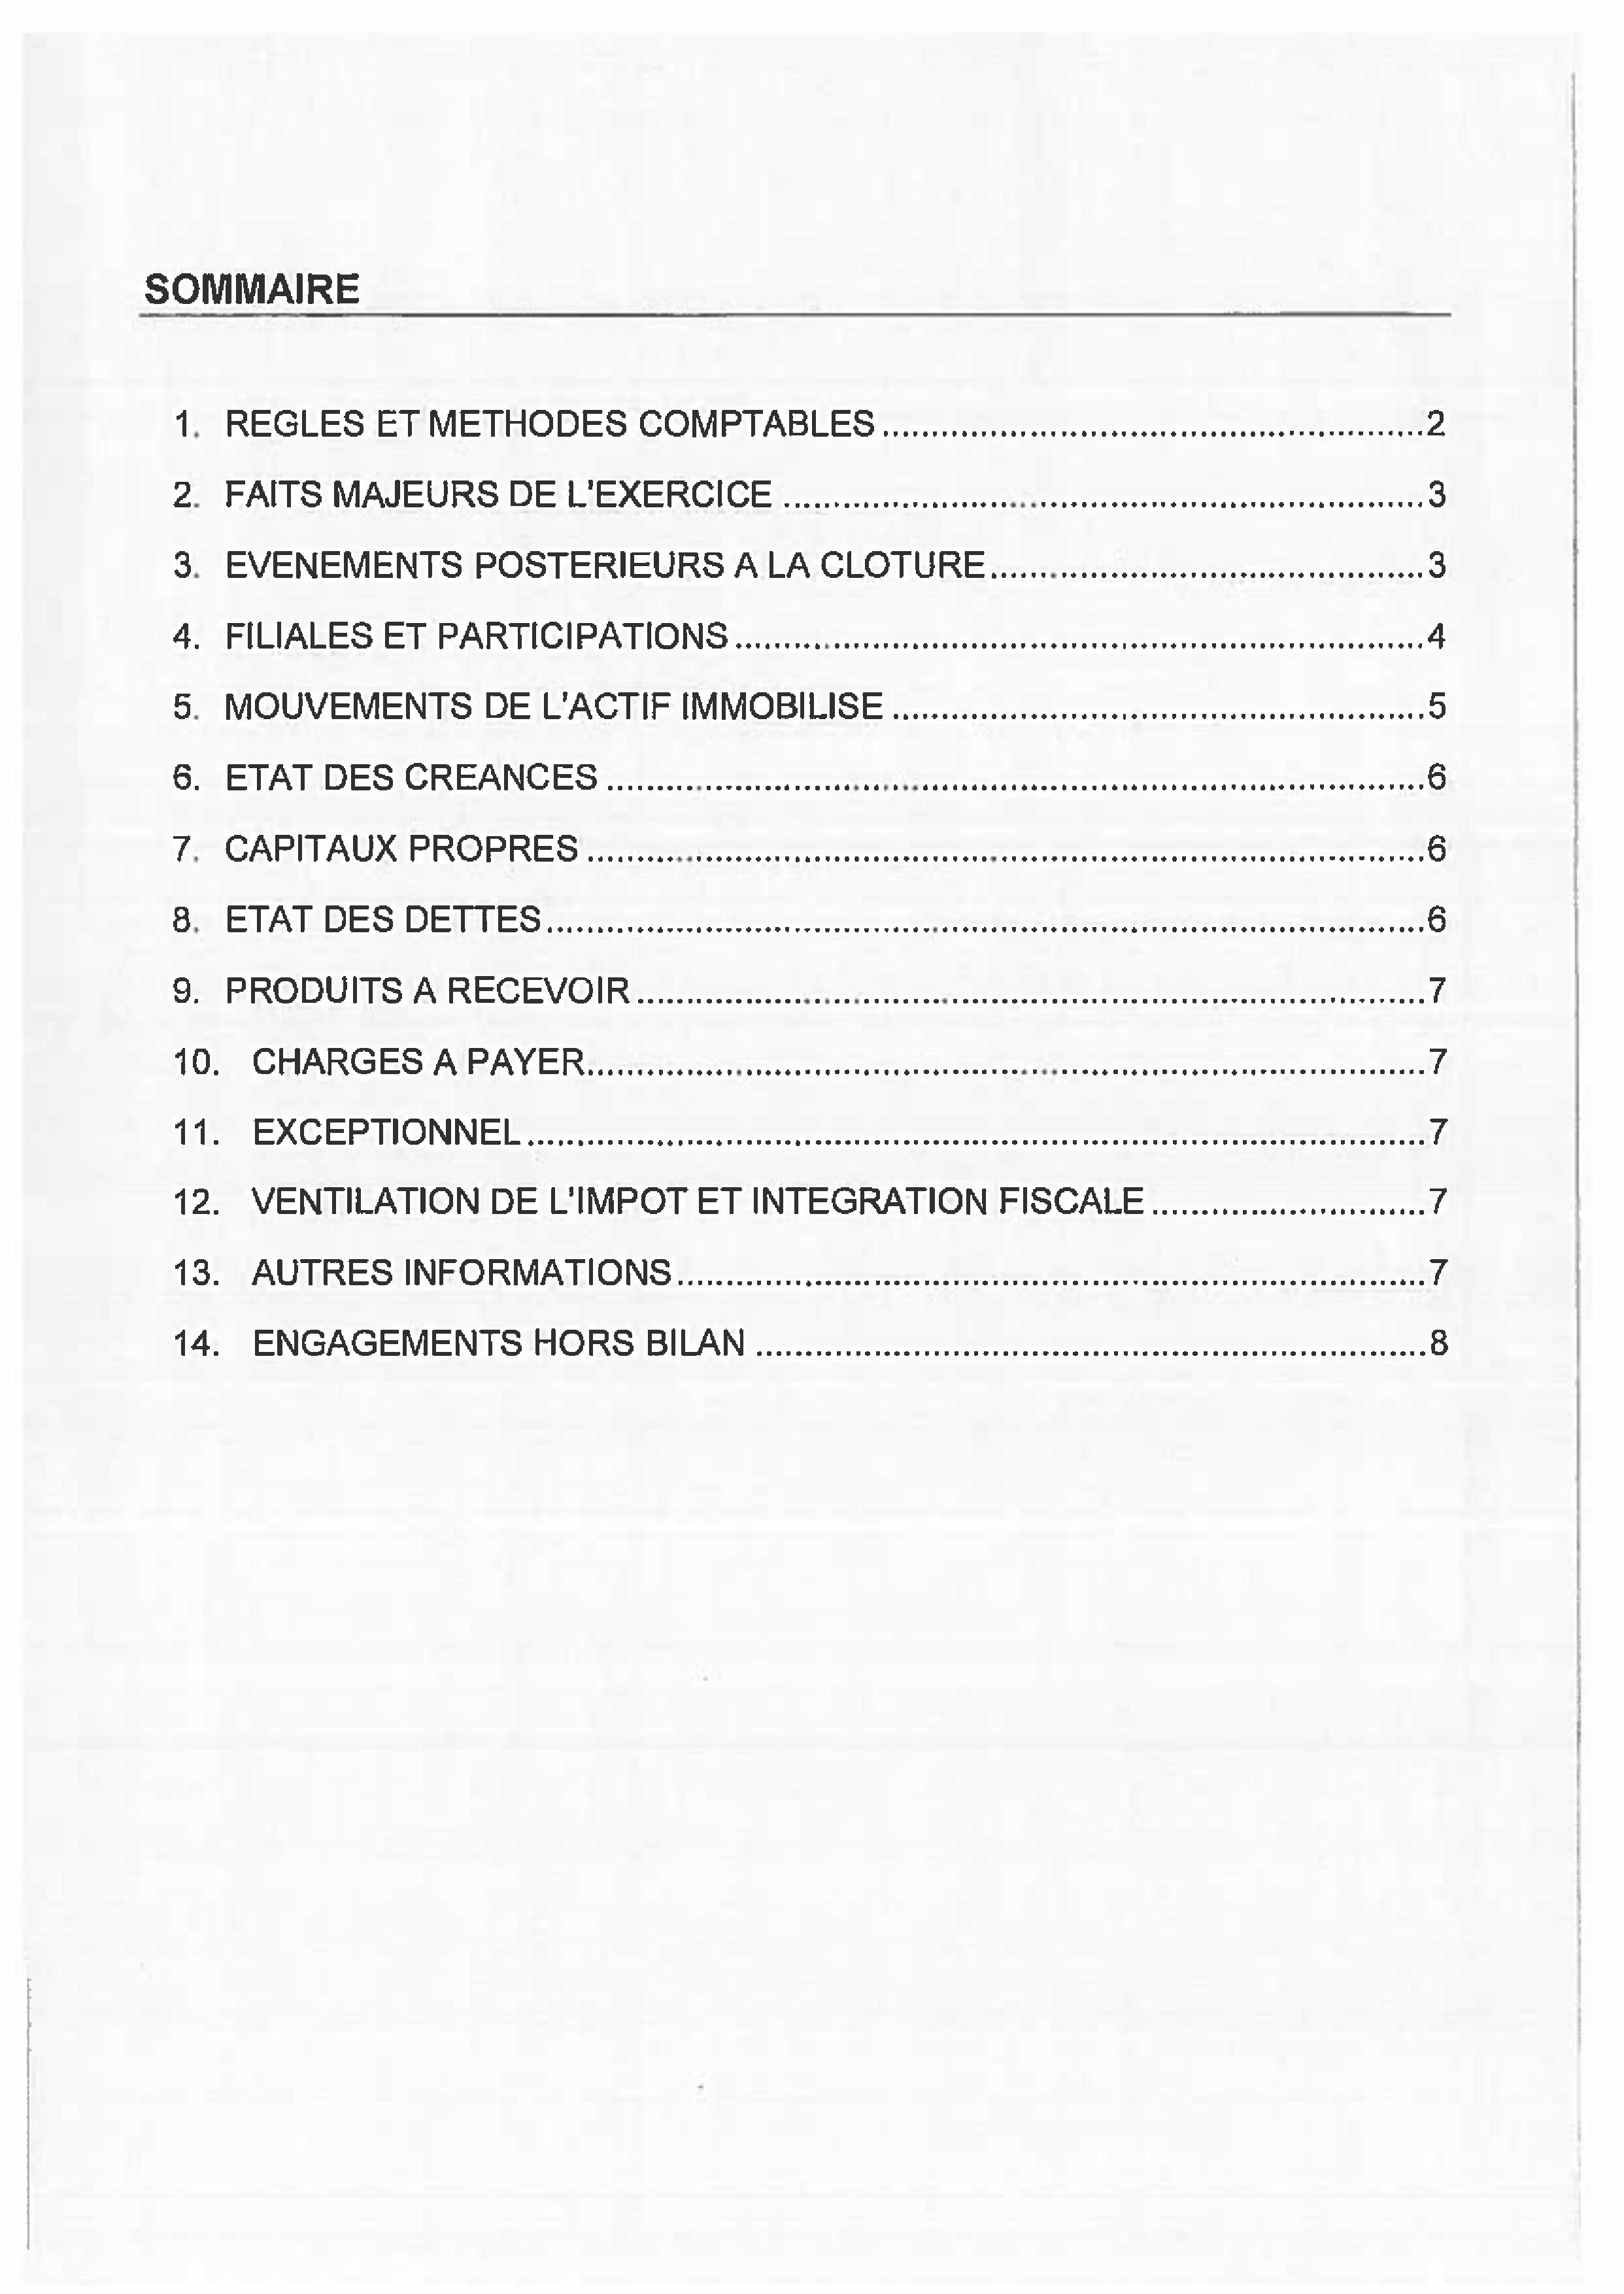 SOMMAIRE
1. REGLES ET METHODES COMPTABLES.......................................................2
2. FAITS MAJEURS DE L'EXERCICE .................................................................3
3. EVENEMENTS POSTERIEURS A LA CLOTURE............................................3
4. FILIALES ET PARTICIPATIONS......................................................................4
5. MOUVEMENTS DE L'ACTIF IMMOBILISE ......................................................5
6. ETAT DES CREANCES ...................................................................................6
7. CAPITAUX PROPRES .....................................................................................6
8. ETAT DES DETTES.........................................................................................6
9. PRODUITS A RECEVOIR................................................................................7
10. CHARGES A PAYER.....................................................................................7
11. EXCEPTIONNEL...........................................................................................7
12. VENTILATION DE L'IMPOT ET INTEGRATION FISCALE ............................7
13. AUTRES INFORMATIONS............................................................................7
14. ENGAGEMENTS HORS BILAN ....................................................................8